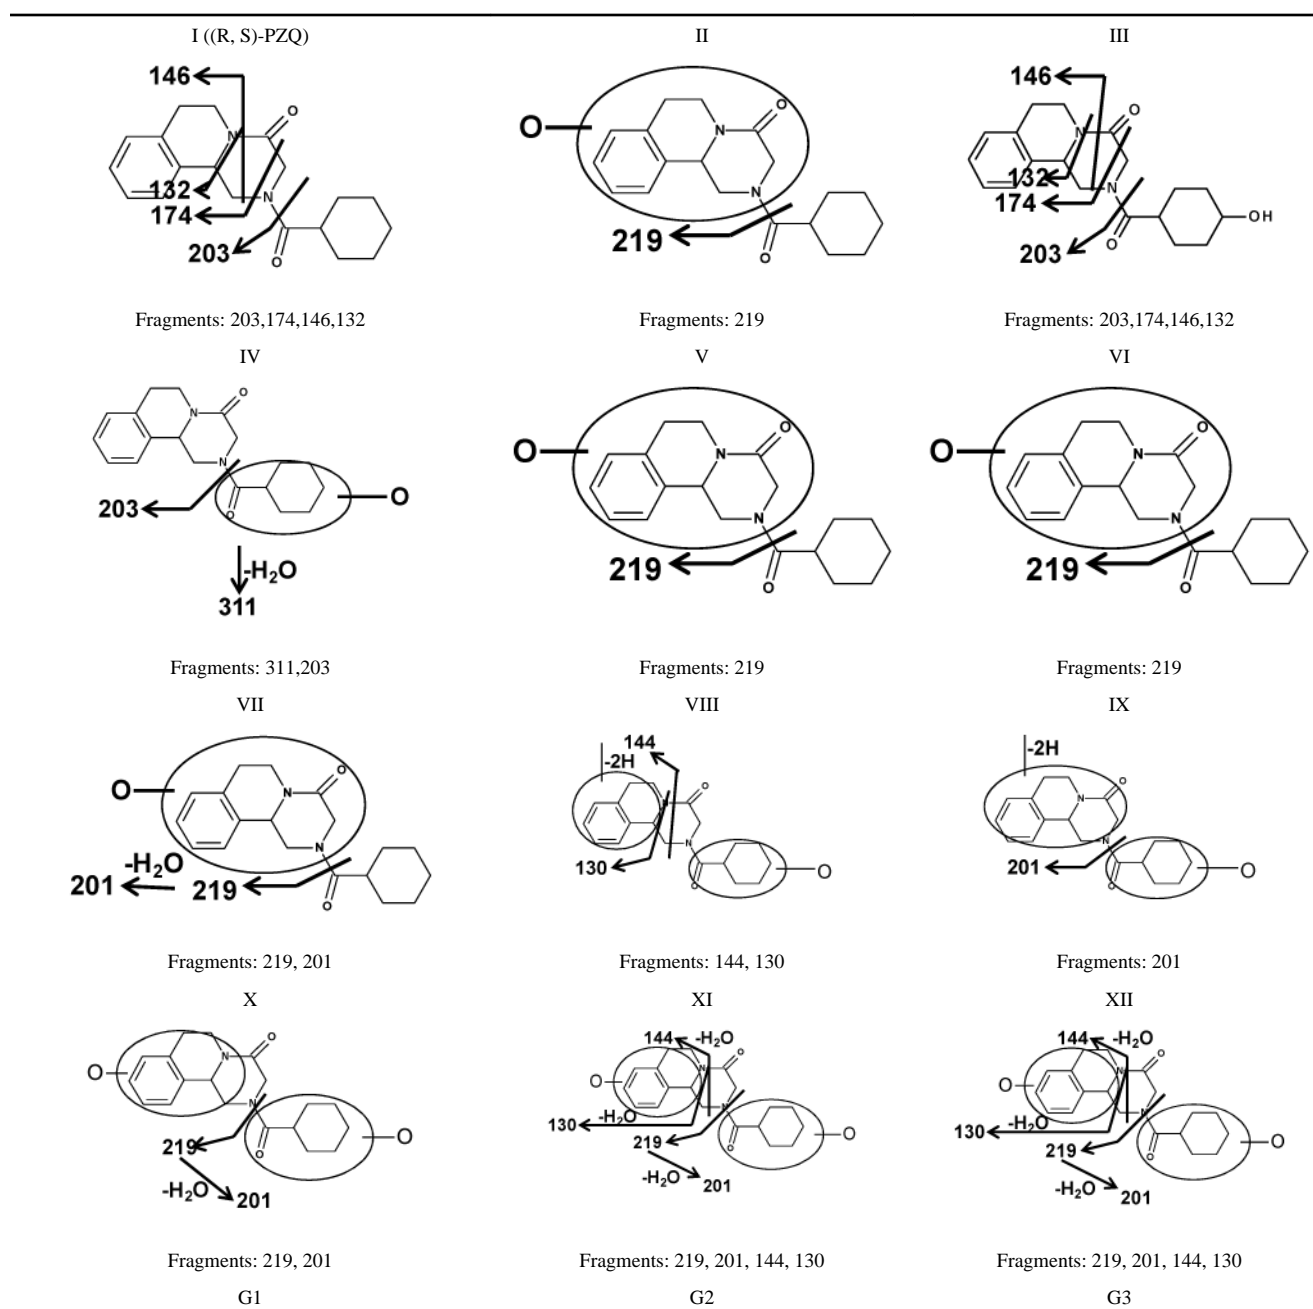 I ((R, S)-PZQ) II III
146 146
O O O
N N N
O
132 132
N 174 N 174 N
OH
203 O 219 O 203 O
Fragments: 203,174,146,132 Fragments: 219 Fragments: 203,174,146,132
IV V VI
O O O
N O N O N
N N N
203 O O
219 O 219 O
-H₂O
311
Fragments: 311,203 Fragments: 219 Fragments: 219
VII VIII IX
144 -2H
O -2H O O
O N N N
N N N
-H₂O 130 O O 201 O O
201 219 O
Fragments: 219, 201 Fragments: 144, 130 Fragments: 201
X XI XII
O 144 -H₂O O 144 -H₂O O
O N O N O N
N N N
-H₂O -H₂O
219 O O 130 219 O O 130 219 O O
-H₂O 201 -H₂O 201 -H₂O 201
Fragments: 219, 201 Fragments: 219, 201, 144, 130 Fragments: 219, 201, 144, 130
G1 G2 G3